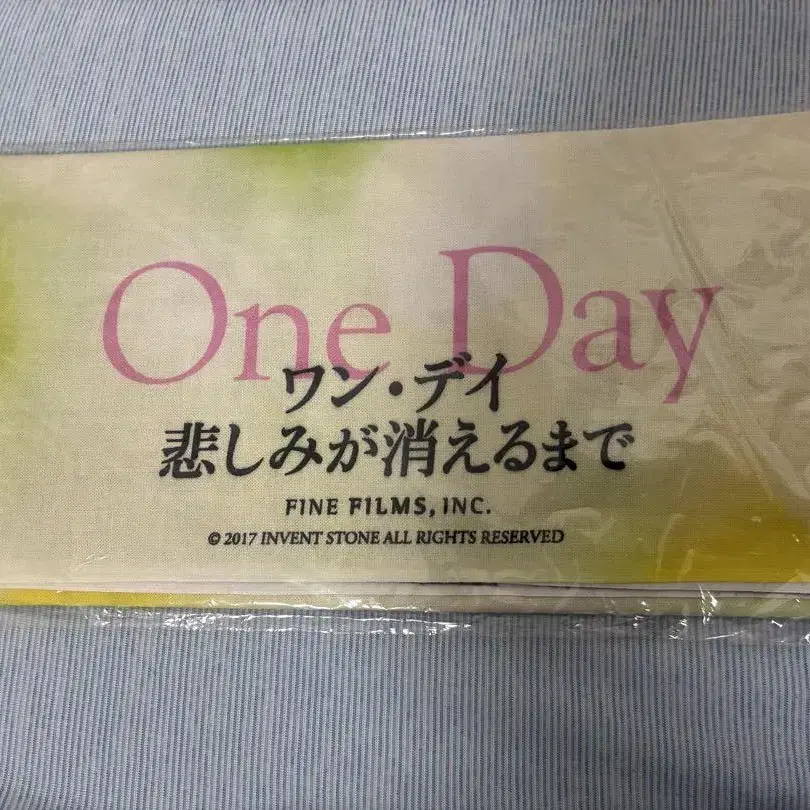 One Day
ワン・デイ
悲しみが消えるまで
FINE FILMS, INC.
© 2017 INVENT STONE ALL RIGHTS RESERVED